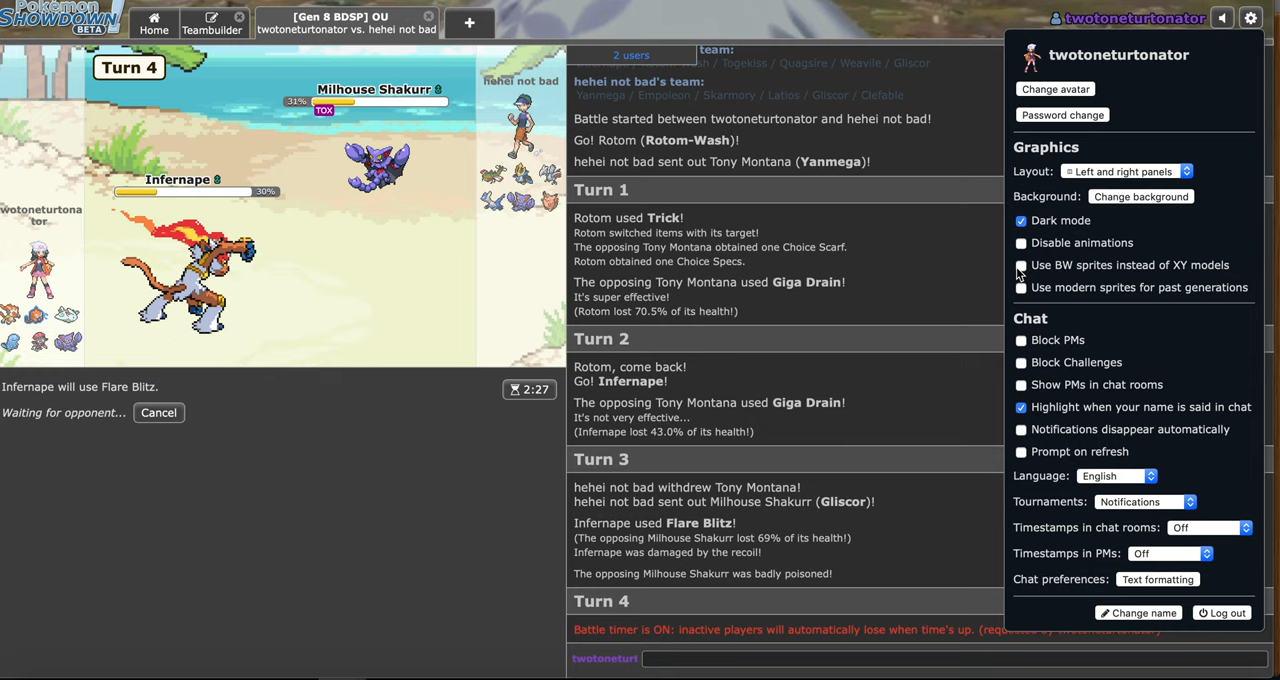 Pokémon
SHOWDOWN!
BETA
Home
Teambuilder
[Gen 8 BDSP] OU
twotoneturtonator vs. hehei not bad
+
twotoneturtonator
Turn 4
Milhouse Shakurr
31%
TOX
hehei not bad
Infernape
30%
wotoneturtona
tor
Infernape will use Flare Blitz.
2:27
Waiting for opponent...
Cancel
2 users
team:
/ Togekiss / Quagsire / Weavile / Gliscor
hehei not bad's team:
Yanmega / Empoleon / Skarmory / Latios / Gliscor / Clefable
Battle started between twotoneturtonator and hehei not bad!
Go! Rotom (Rotom-Wash)!
hehei not bad sent out Tony Montana (Yanmega)!
Turn 1
Rotom used Trick!
Rotom switched items with its target!
The opposing Tony Montana obtained one Choice Scarf.
Rotom obtained one Choice Specs.
The opposing Tony Montana used Giga Drain!
It's super effective!
(Rotom lost 70.5% of its health!)
Turn 2
Rotom, come back!
Go! Infernape!
The opposing Tony Montana used Giga Drain!
It's not very effective...
(Infernape lost 43.0% of its health!)
Turn 3
hehei not bad withdrew Tony Montana!
hehei not bad sent out Milhouse Shakurr (Gliscor)!
Infernape used Flare Blitz!
(The opposing Milhouse Shakurr lost 69% of its health!)
Infernape was damaged by the recoil!
The opposing Milhouse Shakurr was badly poisoned!
Turn 4
Battle timer is ON: inactive players will automatically lose when time's up. (requested by twotoneturtonator)
twotoneturt
twotoneturtonator
Change avatar
Password change
Graphics
Layout: Left and right panels
Background: Change background
Dark mode
Disable animations
Use BW sprites instead of XY models
Use modern sprites for past generations
Chat
Block PMs
Block Challenges
Show PMs in chat rooms
Highlight when your name is said in chat
Notifications disappear automatically
Prompt on refresh
Language: English
Tournaments: Notifications
Timestamps in chat rooms: Off
Timestamps in PMs: Off
Chat preferences: Text formatting
Change name
Log out